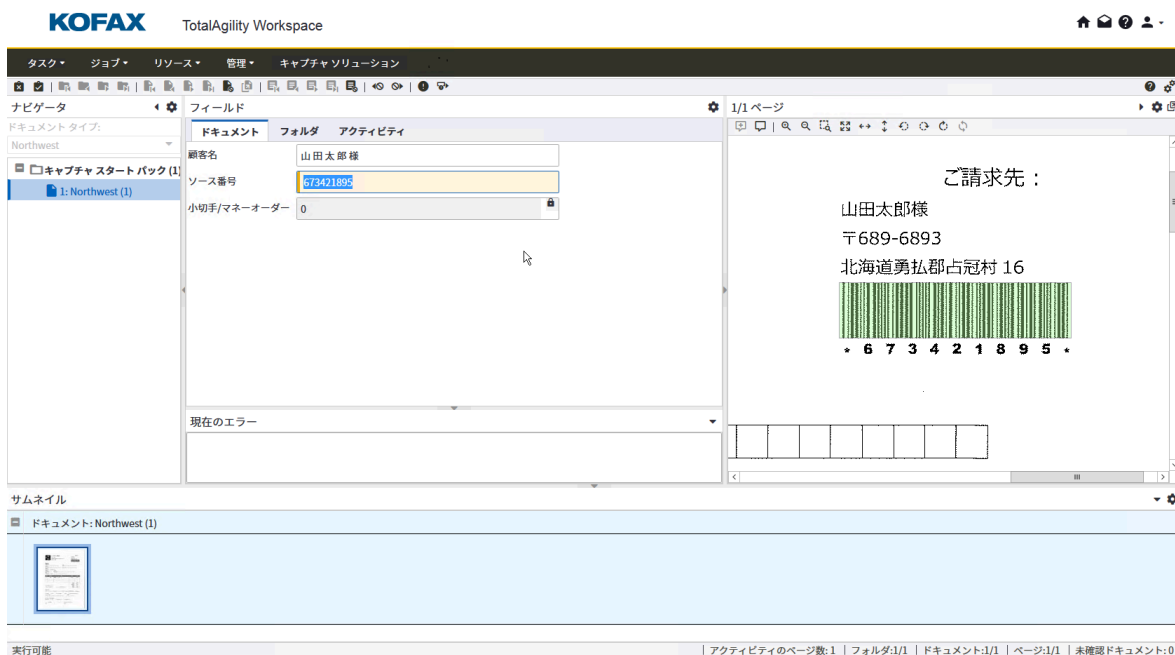 KOFAX TotalAgility Workspace
タスク ジョブ リソース 管理 キャプチャ ソリューション
ナビゲータ
ドキュメント タイプ:
Northwest
キャプチャ スタート パック (1)
1: Northwest (1)
フィールド
ドキュメント フォルダ アクティビティ
顧客名 山田太郎様
ソース番号 673421895
小切手/マネーオーダー 0
現在のエラー
1/1 ページ
ご請求先：
山田太郎様
〒689-6893
北海道勇払郡占冠村 16
* 6 7 3 4 2 1 8 9 5 *
サムネイル
ドキュメント: Northwest (1)
実行可能 アクティビティのページ数: 1 フォルダ:1/1 ドキュメント:1/1 ページ:1/1 未確認ドキュメント: